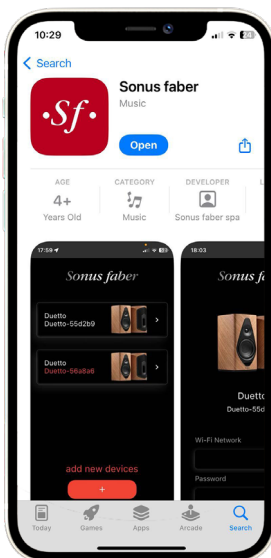 10:29
Search
·Sf·
Sonus faber
Music
Open
AGE
CATEGORY
DEVELOPER
4+
Years Old
Music
Sonus faber spa
17:59
Sonus faber
Duetto
Duetto-55d2b9
Duetto
Duetto-56a8a6
add new devices
+
18:03
Sonus fa
Duetto
Duetto-55d
Wi-Fi Network
Password
Today
Games
Apps
Arcade
Search